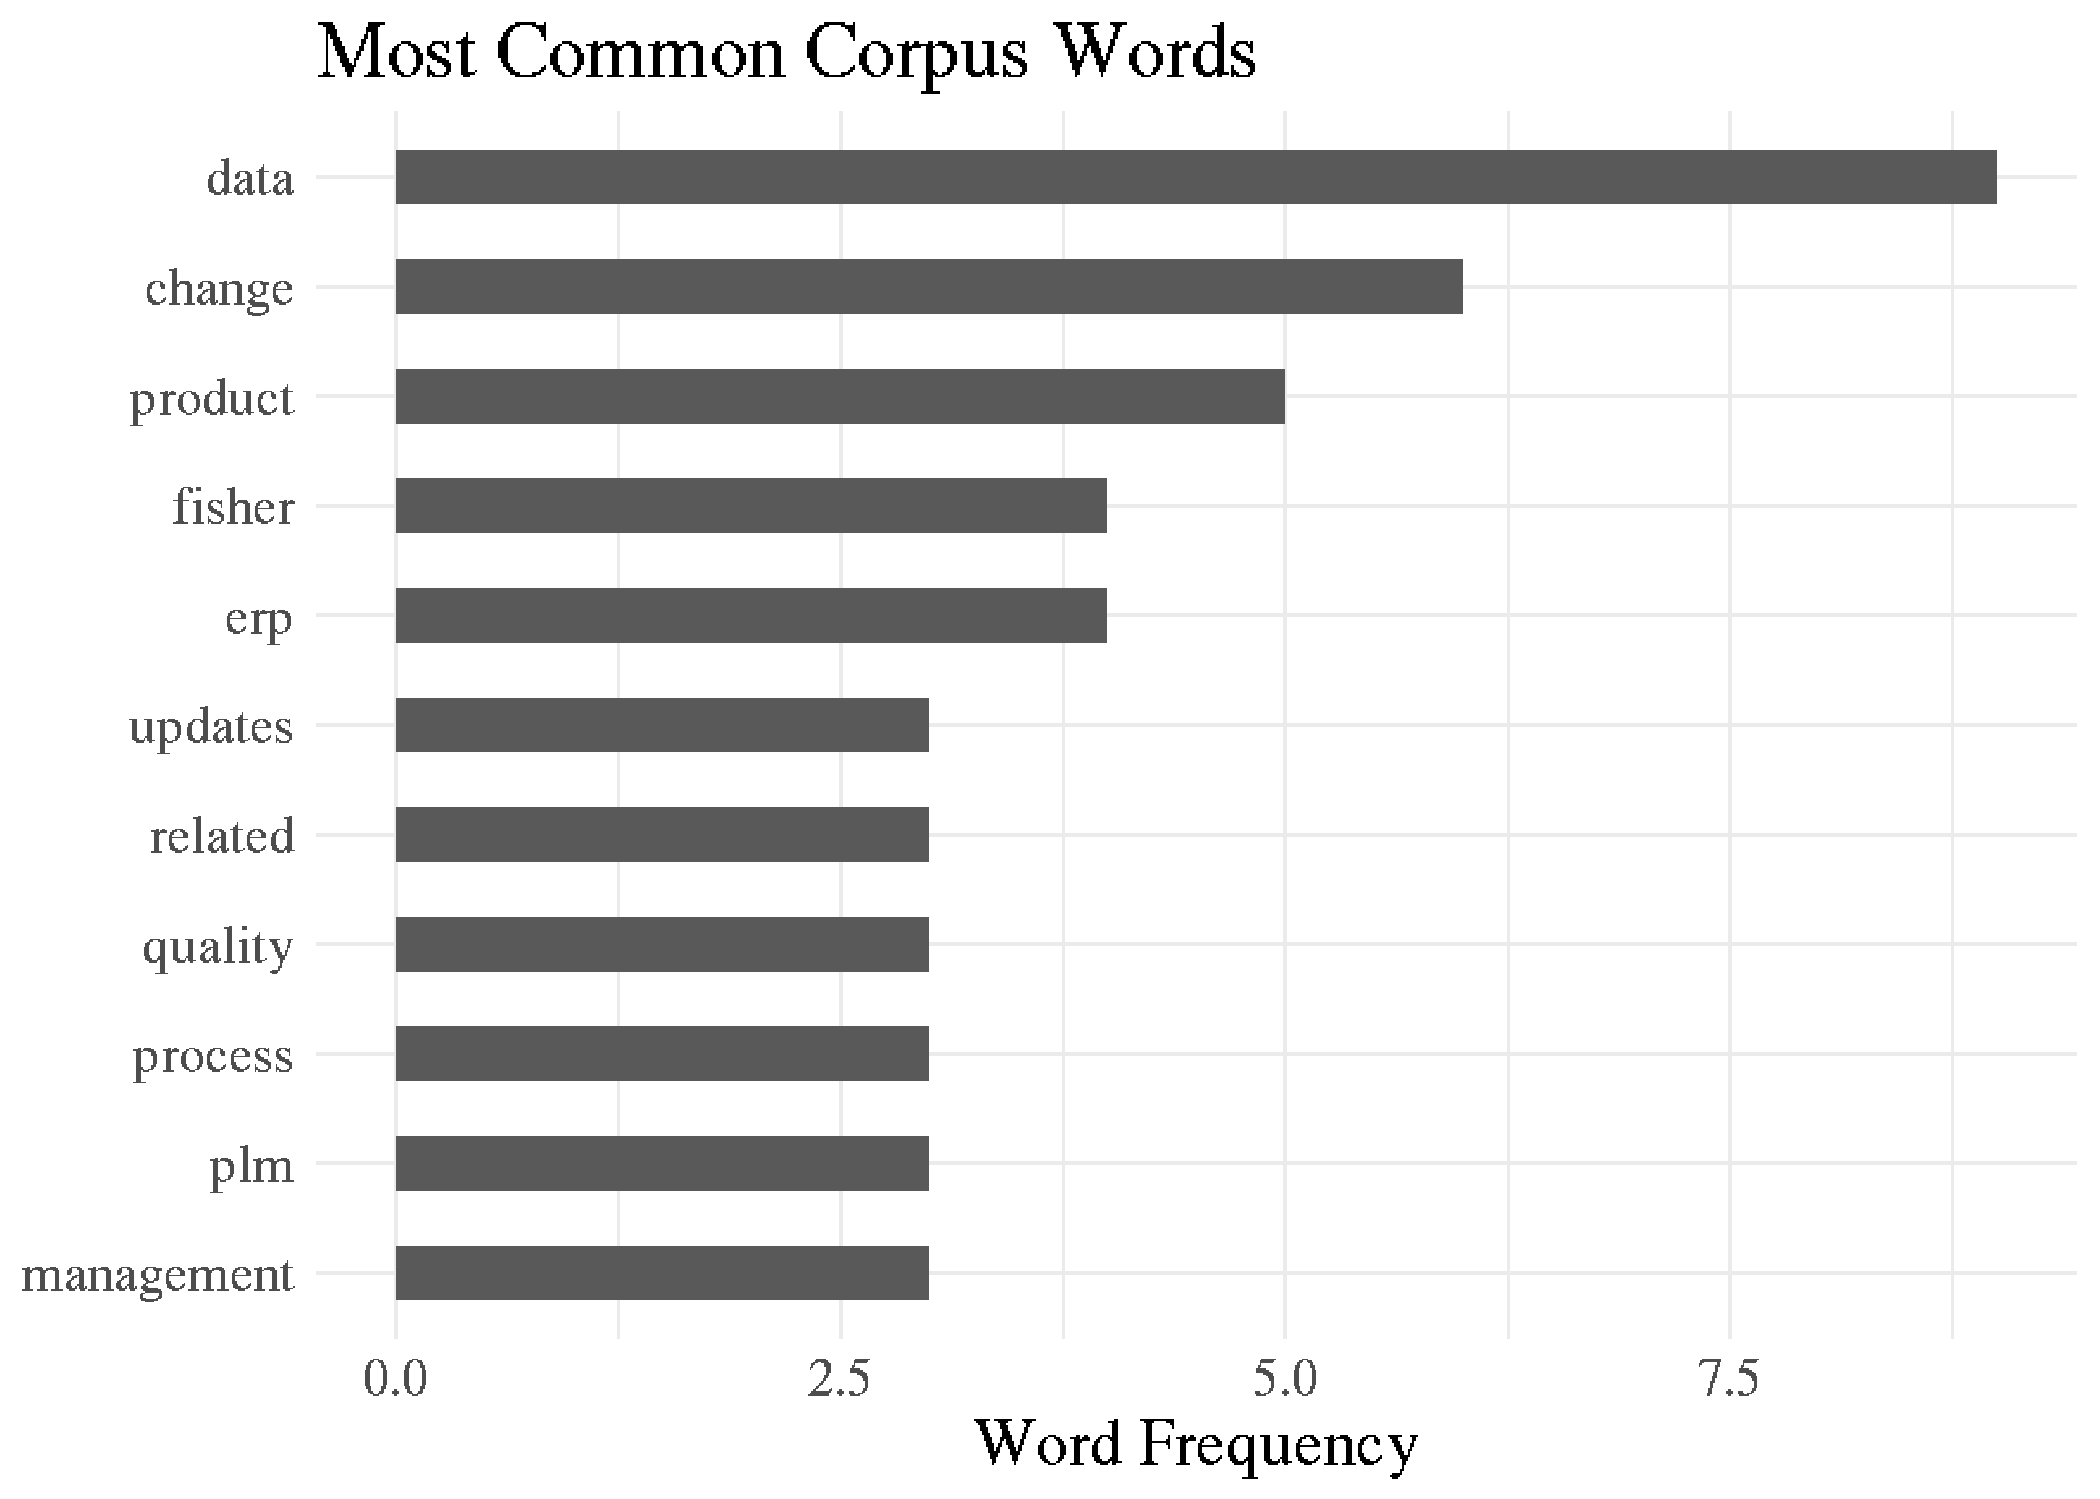 Most Common Corpus Words
data
change
product
fisher
erp
updates
related
quality
process
plm
management
0.0 2.5 5.0 7.5
Word Frequency